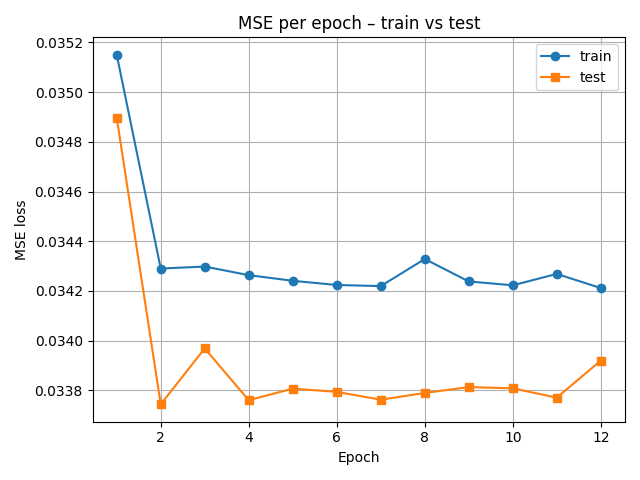 MSE per epoch – train vs test
MSE loss
0.0352
0.0350
0.0348
0.0346
0.0344
0.0342
0.0340
0.0338
train
test
2 4 6 8 10 12
Epoch